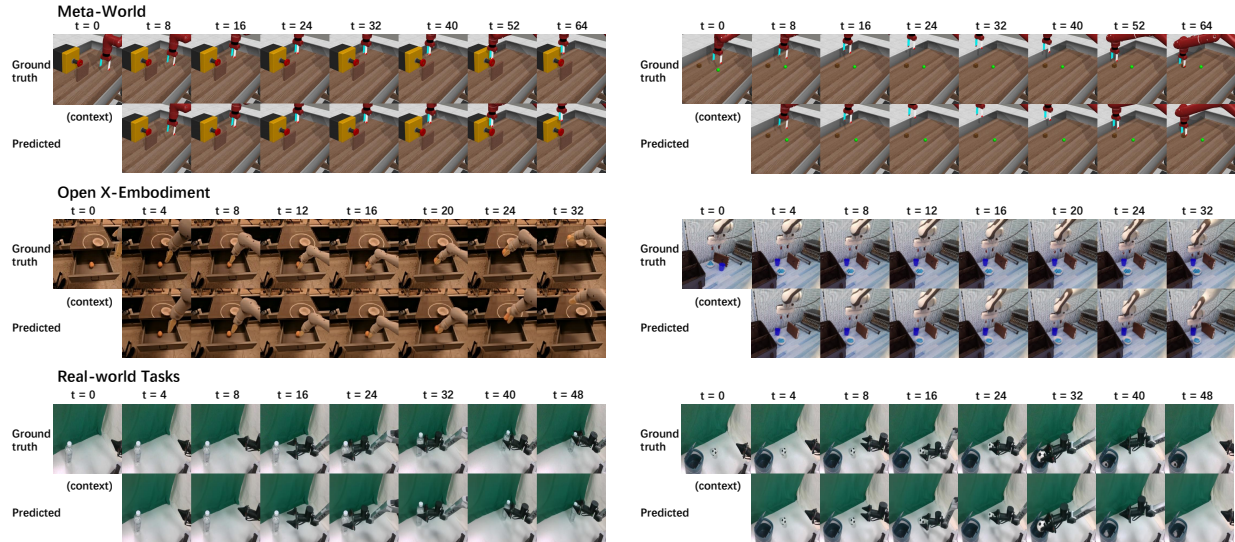 Meta-World
t = 0 t = 8 t = 16 t = 24 t = 32 t = 40 t = 52 t = 64
Ground truth
(context)
Predicted
t = 0 t = 8 t = 16 t = 24 t = 32 t = 40 t = 52 t = 64
Ground truth
(context)
Predicted
Open X-Embodiment
t = 0 t = 4 t = 8 t = 12 t = 16 t = 20 t = 24 t = 32
Ground truth
(context)
Predicted
t = 0 t = 4 t = 8 t = 12 t = 16 t = 20 t = 24 t = 32
Ground truth
(context)
Predicted
Real-world Tasks
t = 0 t = 4 t = 8 t = 16 t = 24 t = 32 t = 40 t = 48
Ground truth
(context)
Predicted
t = 0 t = 4 t = 8 t = 16 t = 24 t = 32 t = 40 t = 48
Ground truth
(context)
Predicted